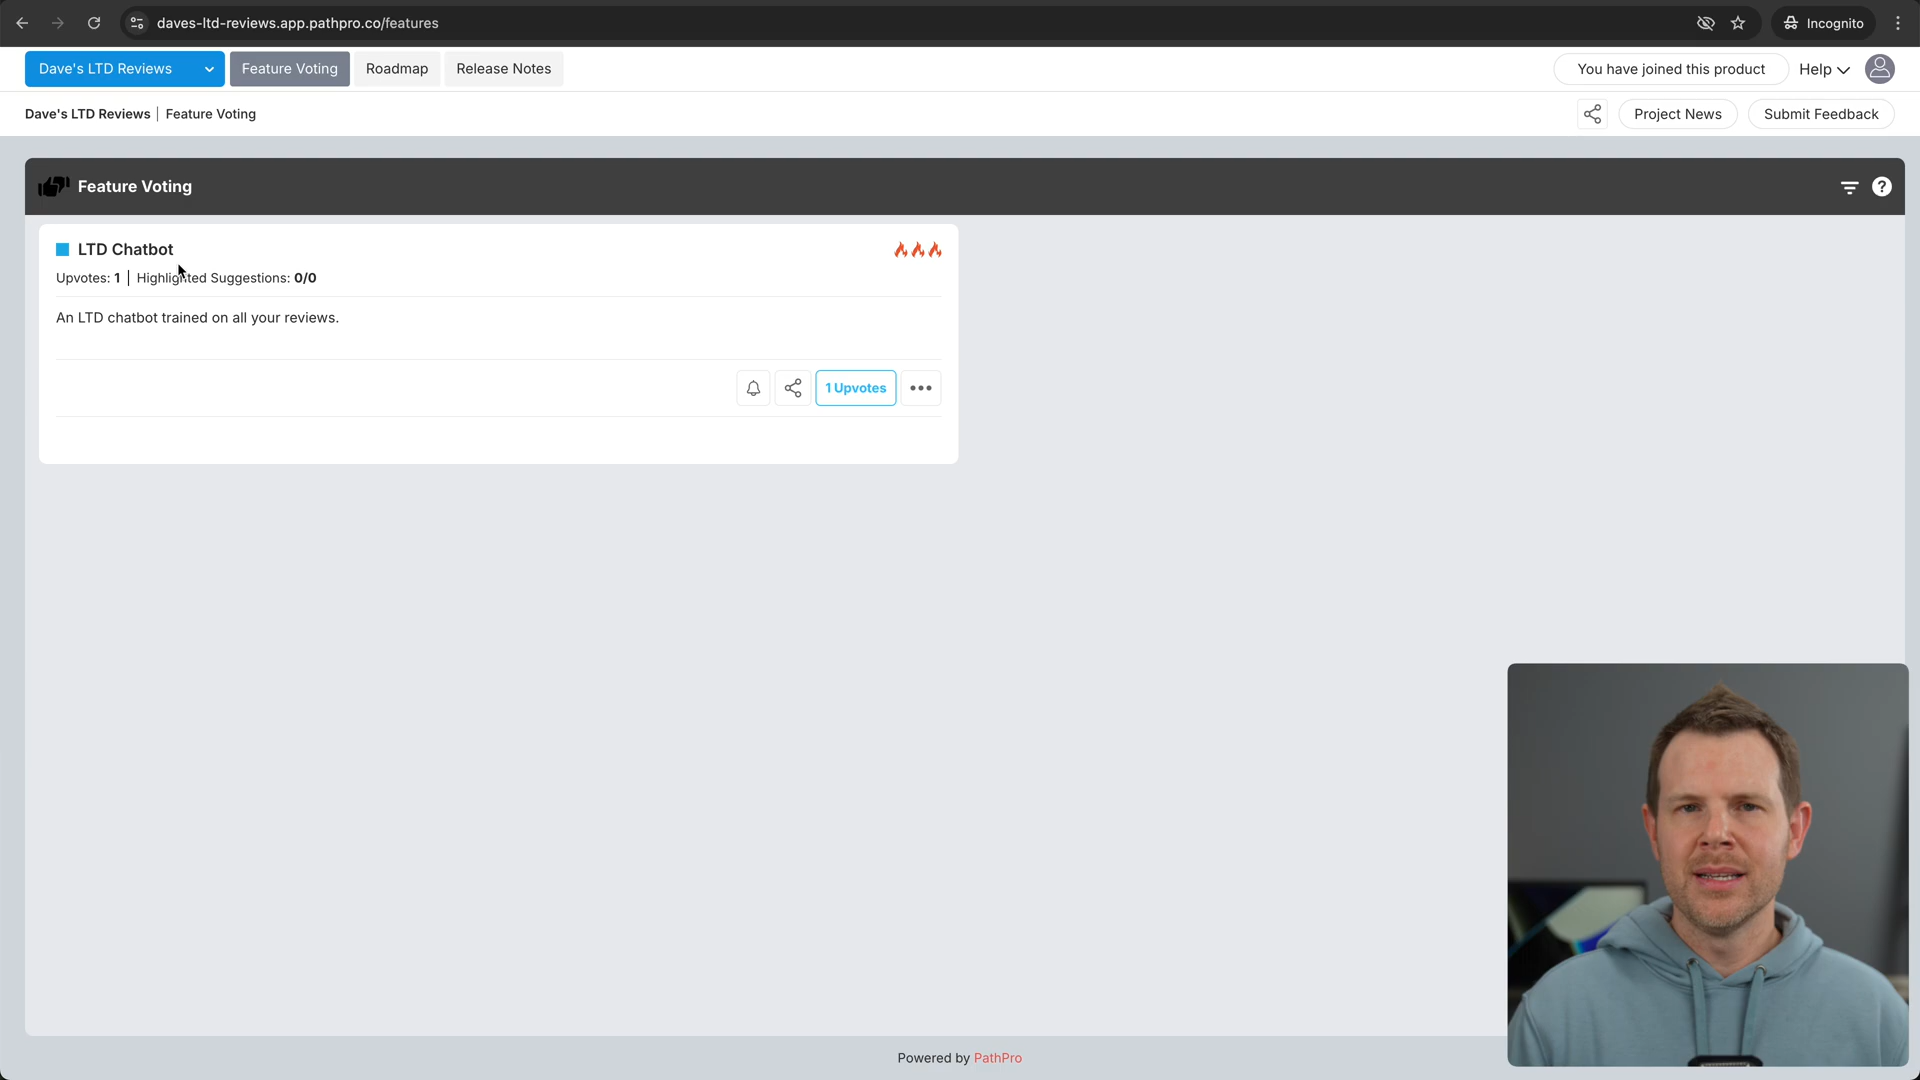 daves-ltd-reviews.app.pathpro.co/features
Incognito
Dave's LTD Reviews
Feature Voting
Roadmap
Release Notes
You have joined this product
Help
Dave's LTD Reviews | Feature Voting
Project News
Submit Feedback
Feature Voting
?
LTD Chatbot
Upvotes: 1 | Highlighted Suggestions: 0/0
An LTD chatbot trained on all your reviews.
1 Upvotes
Powered by PathPro